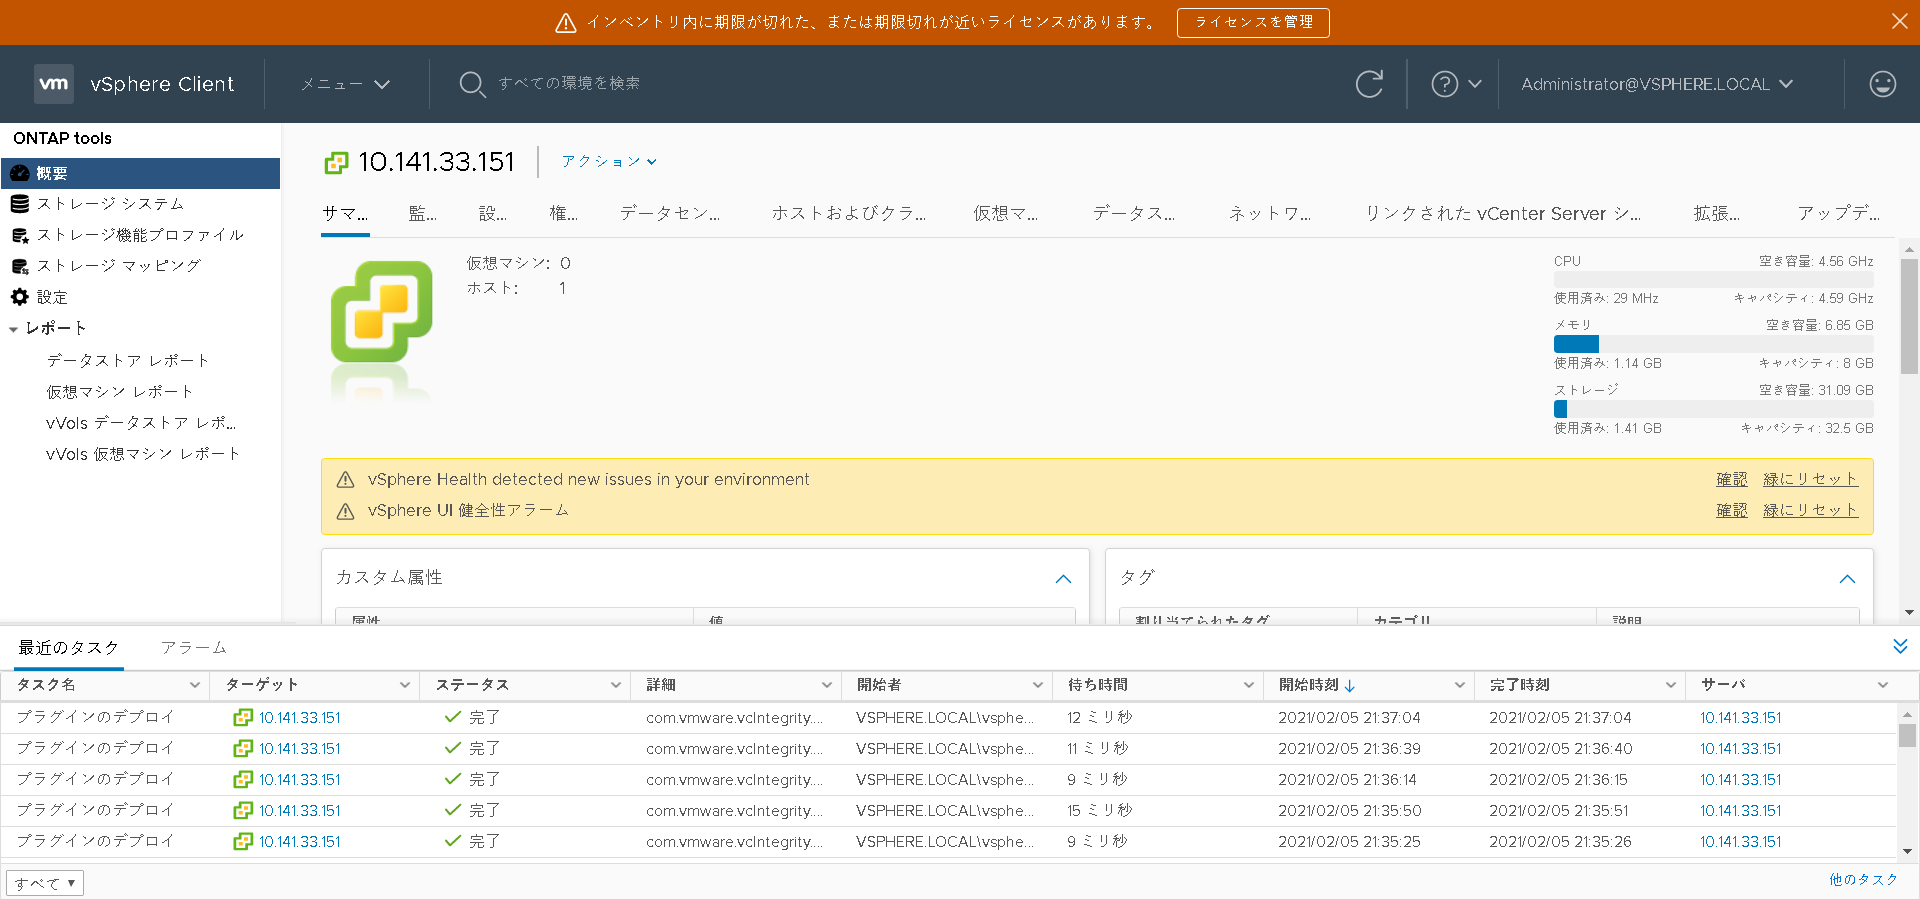 インベントリ内に期限が切れた、または期限切れが近いライセンスがあります。 ライセンスを管理
vm vSphere Client メニュー すべての環境を検索 Administrator@VSPHERE.LOCAL
ONTAP tools
概要
ストレージ システム
ストレージ機能プロファイル
ストレージ マッピング
設定
レポート
データストア レポート
仮想マシン レポート
vVols データストア レポ...
vVols 仮想マシン レポート
10.141.33.151 アクション
サマ... 監... 設... 権... データセン... ホストおよびクラ... 仮想マ... データス... ネットワ... リンクされた vCenter Server シ... 拡張... アップデ...
仮想マシン: 0
ホスト: 1
CPU 空き容量: 4.56 GHz
使用済み: 29 MHz キャパシティ: 4.59 GHz
メモリ 空き容量: 6.85 GB
使用済み: 1.14 GB キャパシティ: 8 GB
ストレージ 空き容量: 31.09 GB
使用済み: 1.41 GB キャパシティ: 32.5 GB
vSphere Health detected new issues in your environment 確認 緑にリセット
vSphere UI 健全性アラーム 確認 緑にリセット
カスタム属性
属性 値
タグ
割り当てられたタグ カテゴリ 説明
最近のタスク アラーム
タスク名 ターゲット ステータス 詳細 開始者 待ち時間 開始時刻 完了時刻 サーバ
プラグインのデプロイ 10.141.33.151 完了 com.vmware.vcIntegrity.... VSPHERE.LOCAL\vsphe... 12 ミリ秒 2021/02/05 21:37:04 2021/02/05 21:37:04 10.141.33.151
プラグインのデプロイ 10.141.33.151 完了 com.vmware.vcIntegrity.... VSPHERE.LOCAL\vsphe... 11 ミリ秒 2021/02/05 21:36:39 2021/02/05 21:36:40 10.141.33.151
プラグインのデプロイ 10.141.33.151 完了 com.vmware.vcIntegrity.... VSPHERE.LOCAL\vsphe... 9 ミリ秒 2021/02/05 21:36:14 2021/02/05 21:36:15 10.141.33.151
プラグインのデプロイ 10.141.33.151 完了 com.vmware.vcIntegrity.... VSPHERE.LOCAL\vsphe... 15 ミリ秒 2021/02/05 21:35:50 2021/02/05 21:35:51 10.141.33.151
プラグインのデプロイ 10.141.33.151 完了 com.vmware.vcIntegrity.... VSPHERE.LOCAL\vsphe... 9 ミリ秒 2021/02/05 21:35:25 2021/02/05 21:35:26 10.141.33.151
すべて 他のタスク